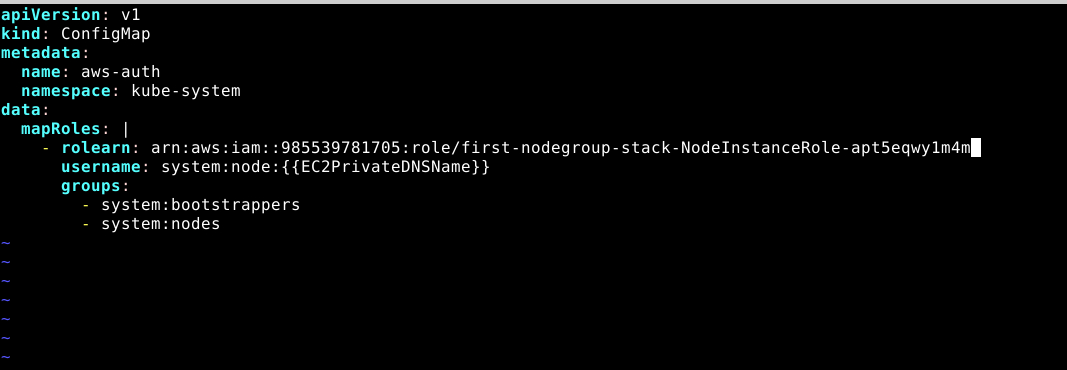 apiVersion: v1
kind: ConfigMap
metadata:
  name: aws-auth
  namespace: kube-system
data:
  mapRoles: |
    - rolearn: arn:aws:iam::985539781705:role/first-nodegroup-stack-NodeInstanceRole-apt5eqwy1m4m
      username: system:node:{{EC2PrivateDNSName}}
      groups:
        - system:bootstrappers
        - system:nodes
~
~
~
~
~
~
~